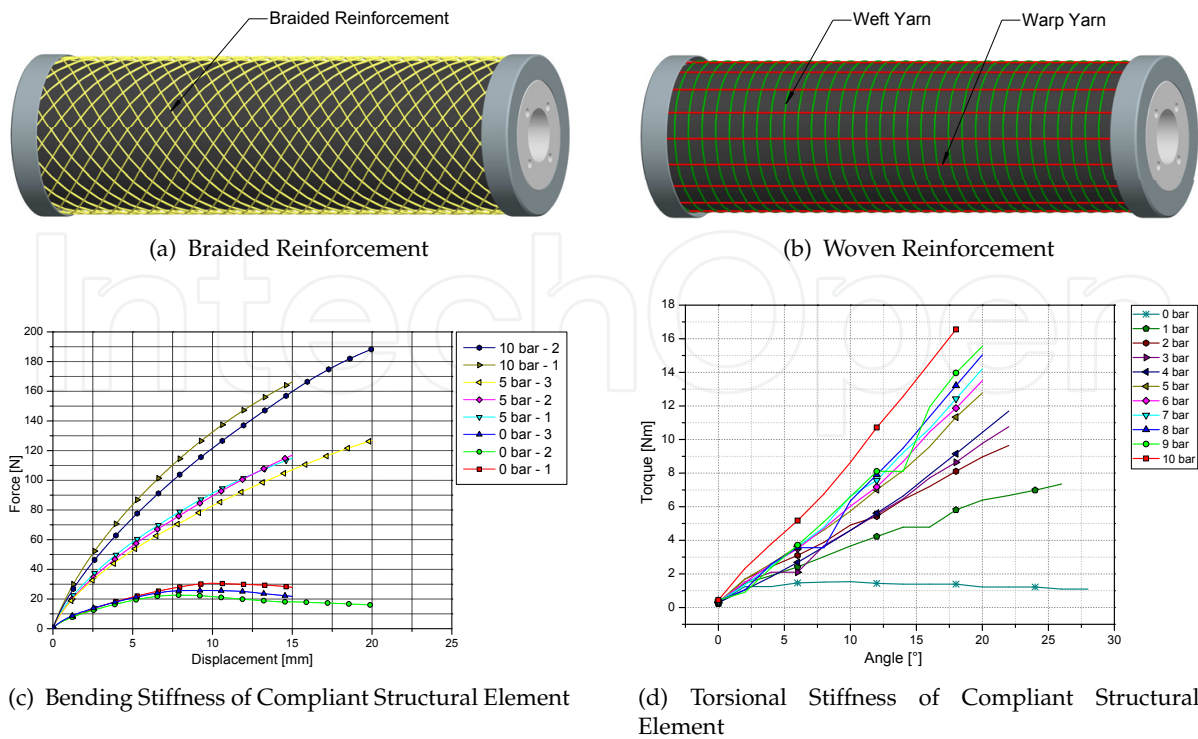 Braided Reinforcement
Weft Yarn
Warp Yarn
(a) Braided Reinforcement
(b) Woven Reinforcement
IntechOpen
200
180
160
140
120
100
80
60
40
20
0
Force [N]
0 5 10 15 20 25
Displacement [mm]
10 bar - 2
10 bar - 1
5 bar - 3
5 bar - 2
5 bar - 1
0 bar - 3
0 bar - 2
0 bar - 1
18
16
14
12
10
8
6
4
2
0
Torque [Nm]
0 5 10 15 20 25 30
Angle [°]
0 bar
1 bar
2 bar
3 bar
4 bar
5 bar
6 bar
7 bar
8 bar
9 bar
10 bar
(c) Bending Stiffness of Compliant Structural Element
(d) Torsional Stiffness of Compliant Structural
Element